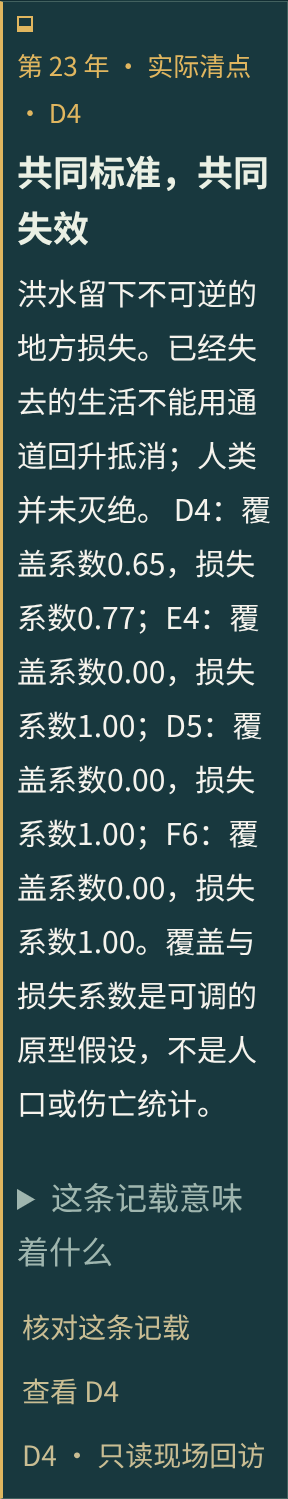 第 23 年 · 实际清点
· D4
共同标准，共同
失效
洪水留下不可逆的
地方损失。已经失
去的生活不能用通
道回升抵消；人类
并未灭绝。 D4：覆
盖系数0.65，损失
系数0.77；E4：覆
盖系数0.00，损失
系数1.00；D5：覆
盖系数0.00，损失
系数1.00；F6：覆
盖系数0.00，损失
系数1.00。覆盖与
损失系数是可调的
原型假设，不是人
口或伤亡统计。
▶ 这条记载意味
着什么
核对这条记载
查看 D4
D4 · 只读现场回访